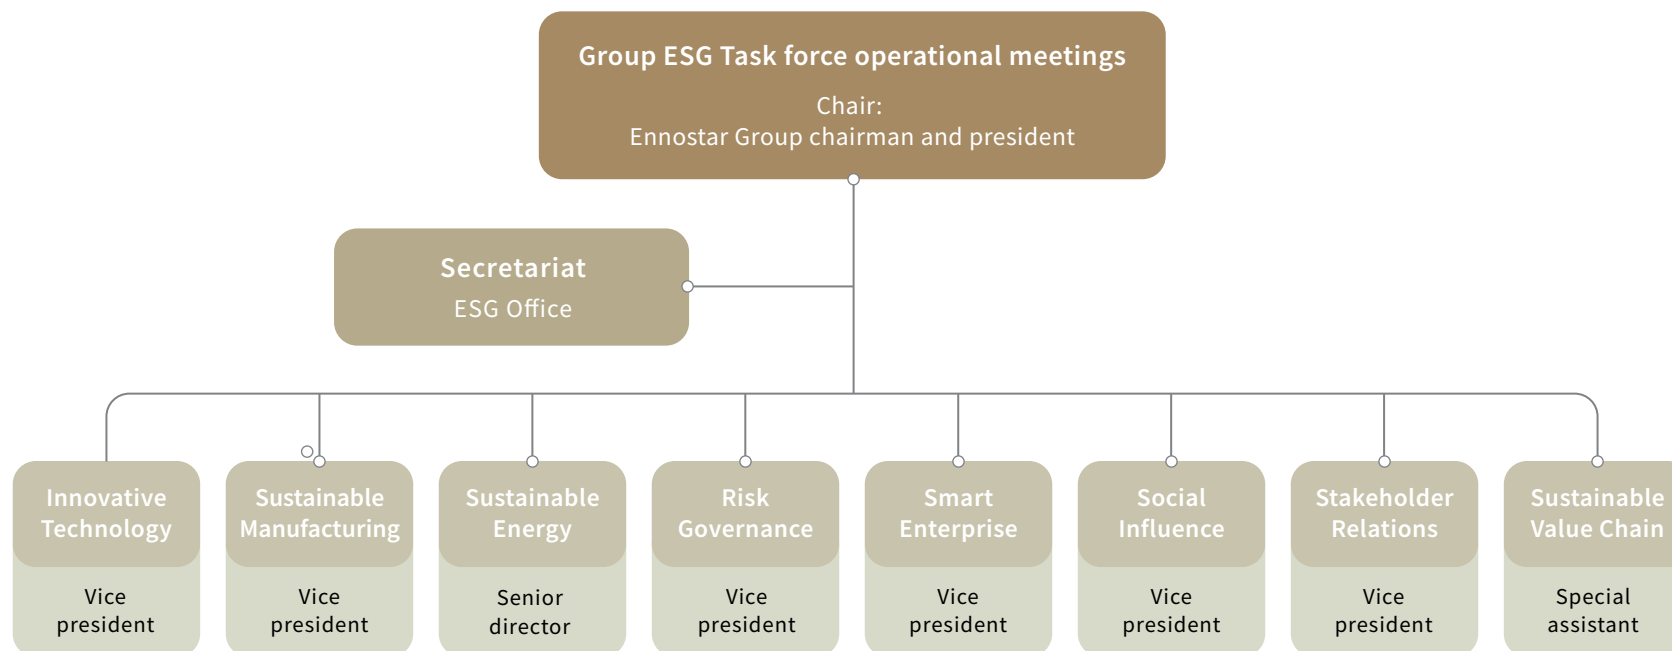 Group ESG Task force operational meetings
Chair:
Ennostar Group chairman and president
Secretariat
ESG Office
Innovative
Technology
Vice
president
Sustainable
Manufacturing
Vice
president
Sustainable
Energy
Senior
director
Risk
Governance
Vice
president
Smart
Enterprise
Vice
president
Social
Influence
Vice
president
Stakeholder
Relations
Vice
president
Sustainable
Value Chain
Special
assistant